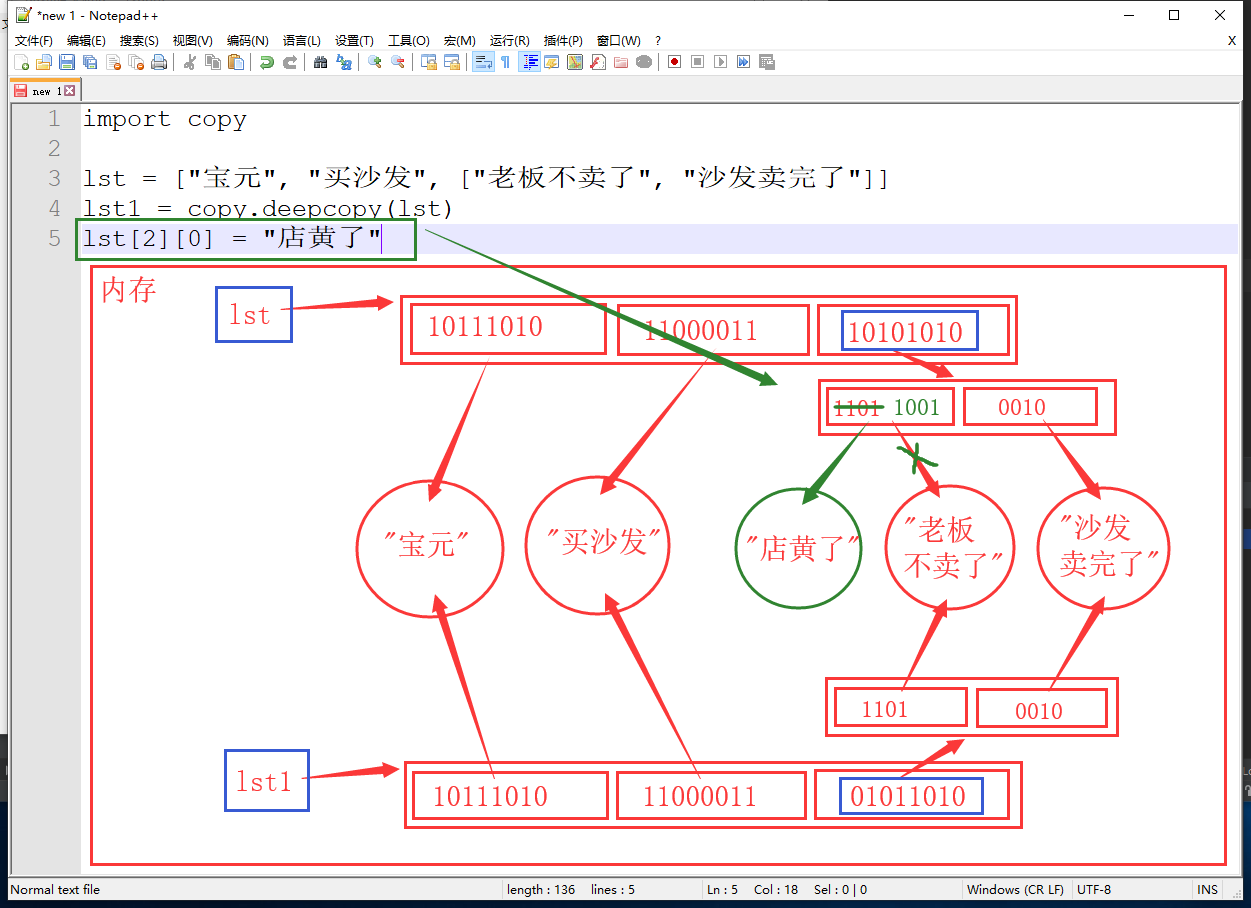 *new 1 - Notepad++
文件(F) 编辑(E) 搜索(S) 视图(V) 编码(N) 语言(L) 设置(T) 工具(O) 宏(M) 运行(R) 插件(P) 窗口(W) ? X
new 1
1 import copy
2
3 lst = ["宝元", "买沙发", ["老板不卖了", "沙发卖完了"]]
4 lst1 = copy.deepcopy(lst)
5 lst[2][0] = "店黄了"
内存
lst
10111010 11000011 10101010
1101 1001 0010
"宝元" "买沙发" "店黄了"
"老板
不卖了"
"沙发
卖完了"
1101 0010
lst1
10111010 11000011 01011010
Normal text file length : 136 lines : 5 Ln : 5 Col : 18 Sel : 0 | 0 Windows (CR LF) UTF-8 INS